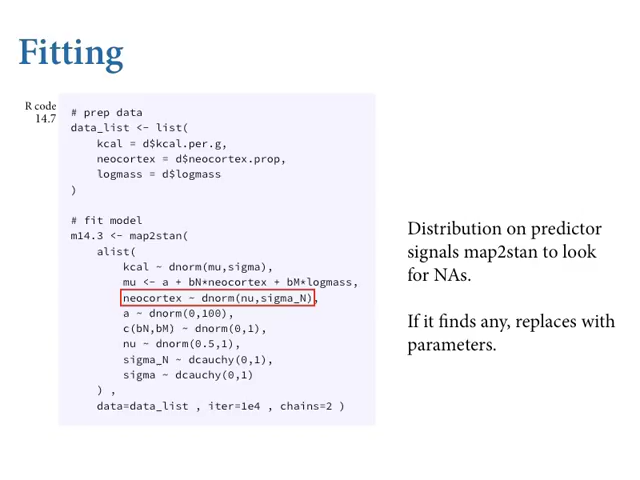 Fitting
R code
14.7
# prep data
data_list <- list(
kcal = d$kcal.per.g,
neocortex = d$neocortex.prop,
logmass = d$logmass
)
# fit model
m14.3 <- map2stan(
alist(
kcal ~ dnorm(mu,sigma),
mu <- a + bN*neocortex + bM*logmass,
neocortex ~ dnorm(nu,sigma_N),
a ~ dnorm(0,100),
c(bN,bM) ~ dnorm(0,1),
nu ~ dnorm(0.5,1),
sigma_N ~ dcauchy(0,1),
sigma ~ dcauchy(0,1)
) ,
data=data_list , iter=1e4 , chains=2 )
Distribution on predictor
signals map2stan to look
for NAs.
If it finds any, replaces with
parameters.